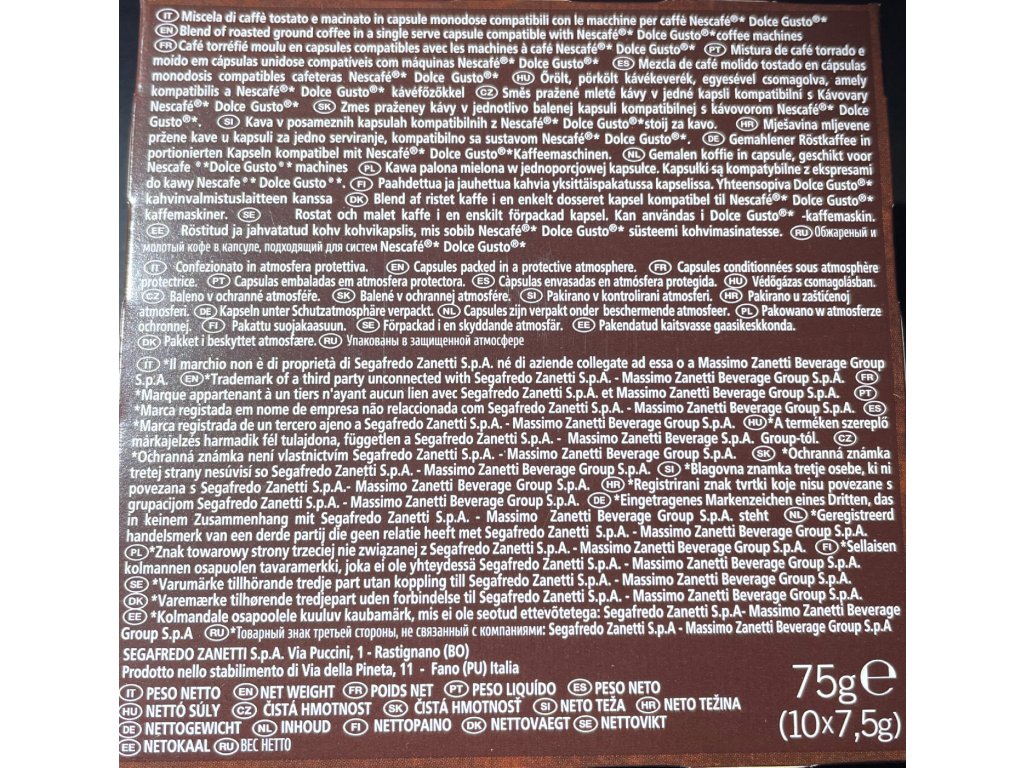 IT Miscela di caffè tostato e macinato in capsule monodose compatibili con le macchine per caffè Nescafé®* Dolce Gusto®*
EN Blend of roasted ground coffee in a single serve capsule compatible with Nescafé®* Dolce Gusto®*coffee machines
FR Café torréfié moulu en capsules compatibles avec les machines à café Nescafé®* Dolce Gusto®* PT Mistura de café torrado e
moído em cápsulas unidose compatíveis com máquinas Nescafé®* Dolce Gusto®* ES Mezcla de café molido tostado en cápsulas
monodosis compatibles cafeteras Nescafé®* Dolce Gusto®* HU Őrölt, pörkölt kávékeverék, egyesével csomagolva, amely
kompatibilis a Nescafé®* Dolce Gusto®* kávéfőzőkkel CZ Směs pražené mleté kávy v jedné kapsli kompatibilní s Kávovary
Nescafé®* Dolce Gusto®* SK Zmes praženey kávy v jednotlivo balenej kapsuli kompatibilnej s kávovorom Nescafé®* Dolce
Gusto®*. SI Kava v posameznih kapsulah kompatibilnih z Nescafé®* Dolce Gusto®*stoij za kavo. HR Mješavina mljevene
pržene kave u kapsuli za jedno serviranje, kompatibilno sa sustavom Nescafé®* Dolce Gusto®*. DE Gemahlener Röstkaffee in
portionierten Kapseln kompatibel mit Nescafé®* Dolce Gusto®*Kaffeemaschinen. NL Gemalen koffie in capsule, geschikt voor
Nescafe ®*Dolce Gusto®* machines PL Kawa palona mielona w jednoporcjowej kapsułce. Kapsułki są kompatybilne z ekspresami
do kawy Nescafe®* Dolce Gusto®*. FI Paahdettua ja jauhettua kahvia yksittäispakatussa kapselissa. Yhteensopiva Dolce Gusto®*
kahvinvalmistuslaitteen kanssa DK Blend af ristet kaffe i en enkelt dosseret kapsel kompatibel til Nescafé®* Dolce Gusto®*
kaffemaskiner. SE Rostat och malet kaffe i en enskilt förpackad kapsel. Kan användas i Dolce Gusto®* -kaffemaskin.
EE Röstitud ja jahvatatud kohv kohvikapslis, mis sobib Nescafé®* Dolce Gusto®* süsteemi kohvimasinatesse. RU Обжареный и
молотый кофе в капсуле, подходящий для систем Nescafé®* Dolce Gusto®*
IT Confezionato in atmosfera protettiva. EN Capsules packed in a protective atmosphere. FR Capsules conditionnées sous atmosphère
protectrice. PT Capsulas embaladas em atmosfera protectora. ES Càpsulas envasadas en atmosfera protegida. HU Védőgázas csomagolásban.
CZ Baleno v ochranné atmosféře. SK Balené v ochrannej atmosfére. SI Pakirano v kontrolirani atmosferi. HR Pakirano u zaštićenoj
atmosferi. DE Kapseln unter Schutzatmosphäre verpackt. NL Capsules zijn verpakt onder beschermende atmosfeer. PL Pakowano w atmosferze
ochronnej. FI Pakattu suojakaasuun. SE Förpackad i en skyddande atmosfär. EE Pakendatud kaitsvasse gaasikeskkonda.
DK Pakket i beskyttet atmosfære. RU Упакованы в защищенной атмосфере
IT *Il marchio non è di proprietà di Segafredo Zanetti S.p.A. né di aziende collegate ad essa o a Massimo Zanetti Beverage Group
S.p.A. EN *Trademark of a third party unconnected with Segafredo Zanetti S.p.A. - Massimo Zanetti Beverage Group S.p.A. FR
*Marque appartenant à un tiers n'ayant aucun lien avec Segafredo Zanetti S.p.A. et Massimo Zanetti Beverage Group S.p.A. PT
*Marca registada em nome de empresa não relaccionada com Segafredo Zanetti S.p.A. - Massimo Zanetti Beverage Group S.p.A. ES
*Marca registrada de un tercero ajeno a Segafredo Zanetti S.p.A. - Massimo Zanetti Beverage Group S.p.A. HU *A terméken szereplő
márkajelzés harmadik fél tulajdona, független a Segafredo Zanetti S.p.A. - Massimo Zanetti Beverage S.p.A. Group-tól. CZ
*Ochranná známka není vlastnictvím Segafredo Zanetti S.p.A. - Massimo Zanetti Beverage Group S.p.A. SK *Ochranná známka
tretej strany nesúvisí so Segafredo Zanetti S.p.A. - Massimo Zanetti Beverage Group S.p.A. SI *Blagovna znamka tretje osebe, ki ni
povezana s Segafredo Zanetti S.p.A.- Massimo Zanetti Beverage Group S.p.A. HR *Registrirani znak tvrtki koje nisu povezane s
grupacijom Segafredo Zanetti S.p.A. - Massimo Zanetti Beverage Group S.p.A. DE *Eingetragenes Markenzeichen eines Dritten, das
in keinem Zusammenhang mit Segafredo Zanetti S.p.A. - Massimo Zanetti Beverage Group S.p.A. steht NL *Geregistreerd
handelsmerk van een derde partij die geen relatie heeft met Segafredo Zanetti S.p.A. - Massimo Zanetti Beverage Group S.p.A.
PL *Znak towarowy strony trzeciej nie związanej z Segafredo Zanetti S.p.A. - Massimo Zanetti Beverage Group S.p.A. FI *Sellaisen
kolmannen osapuolen tavaramerkki, joka ei ole yhteydessä Segafredo Zanetti S.p.A. - Massimo Zanetti Beverage Group S.p.A.
SE *Varumärke tillhörande tredje part utan koppling till Segafredo Zanetti S.p.A. - Massimo Zanetti Beverage Group S.p.A.
DK *Varemærke tilhørende tredjepart uden forbindelse til Segafredo Zanetti S.p.A. - Massimo Zanetti Beverage Group S.p.A.
EE *Kolmandale osapoolele kuuluv kaubamärk, mis ei ole seotud ettevõtetega: Segafredo Zanetti S.p.A- Massimo Zanetti Beverage
Group S.p.A RU *Товарный знак третьей стороны, не связанный с компаниями: Segafredo Zanetti S.p.A - Massimo Zanetti Beverage Group S.p.A
SEGAFREDO ZANETTI S.p.A. Via Puccini, 1 - Rastignano (BO)
Prodotto nello stabilimento di Via della Pineta, 11 - Fano (PU) Italia
IT PESO NETTO EN NET WEIGHT FR POIDS NET PT PESO LIQUÍDO ES PESO NETO
HU NETTÓ SÚLY CZ ČISTÁ HMOTNOST SK ČISTÁ HMOTNOSŤ SI NETO TEŽA HR NETO TEŽINA
DE NETTOGEWICHT NL INHOUD FI NETTOPAINO DK NETTOVAEGT SE NETTOVIKT
EE NETOKAAL RU ВЕС НЕТТО
75g℮
(10x7,5g)